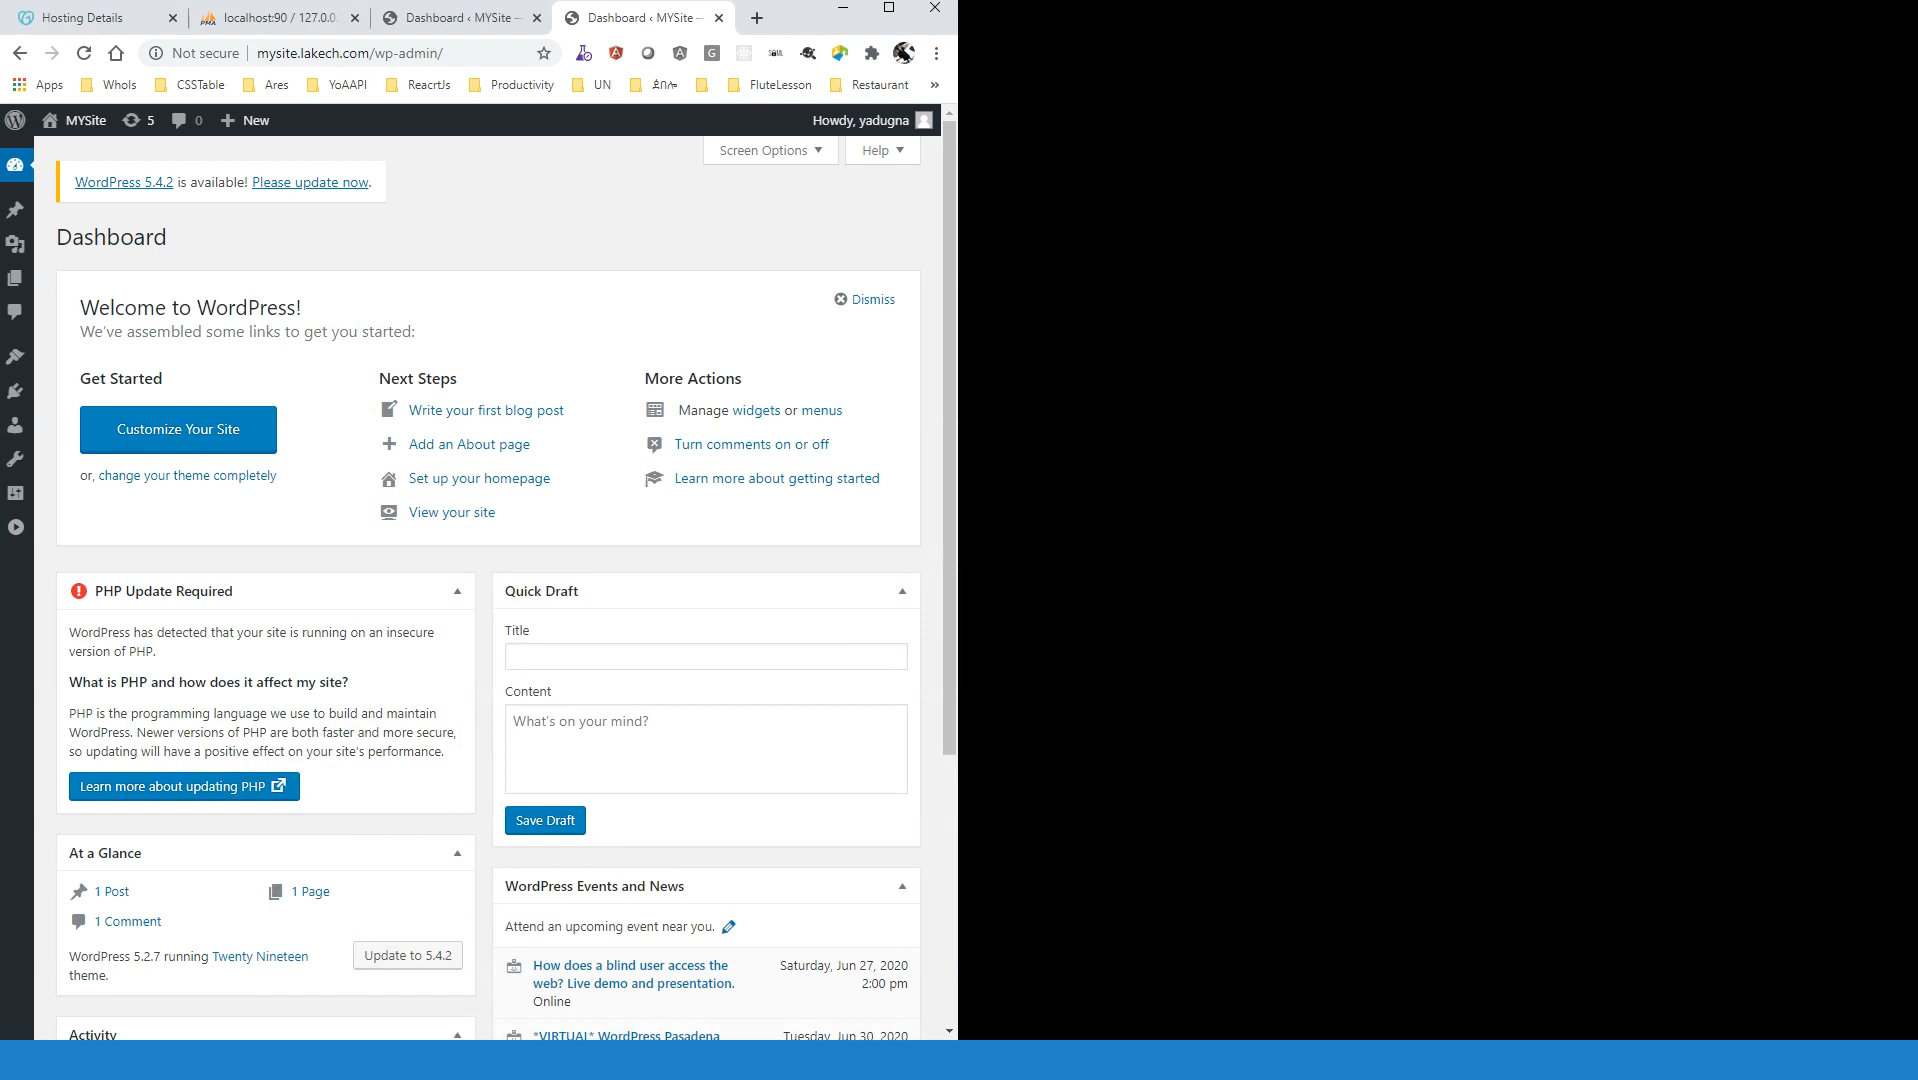 Hosting Details
localhost:90 / 127.0.0.
Dashboard ‹ MYSite —
Dashboard ‹ MYSite —
Not secure
mysite.lakech.com/wp-admin/
Apps
WhoIs
CSSTable
Ares
YoAAPI
ReacrtJs
Productivity
UN
FluteLesson
Restaurant
»
MYSite
5
0
New
Howdy, yadugna
Screen Options
Help
WordPress 5.4.2 is available! Please update now.
Dashboard
Welcome to WordPress!
We've assembled some links to get you started:
Dismiss
Get Started
Customize Your Site
or, change your theme completely
Next Steps
Write your first blog post
Add an About page
Set up your homepage
View your site
More Actions
Manage widgets or menus
Turn comments on or off
Learn more about getting started
PHP Update Required
WordPress has detected that your site is running on an insecure
version of PHP.
What is PHP and how does it affect my site?
PHP is the programming language we use to build and maintain
WordPress. Newer versions of PHP are both faster and more secure,
so updating will have a positive effect on your site's performance.
Learn more about updating PHP
Quick Draft
Title
Content
What's on your mind?
Save Draft
At a Glance
1 Post
1 Page
1 Comment
WordPress 5.2.7 running Twenty Nineteen
theme.
Update to 5.4.2
WordPress Events and News
Attend an upcoming event near you.
How does a blind user access the
web? Live demo and presentation.
Online
Saturday, Jun 27, 2020
2:00 pm
*VIRTUAL* WordPress Pasadena
Tuesday, Jun 30, 2020
Activity